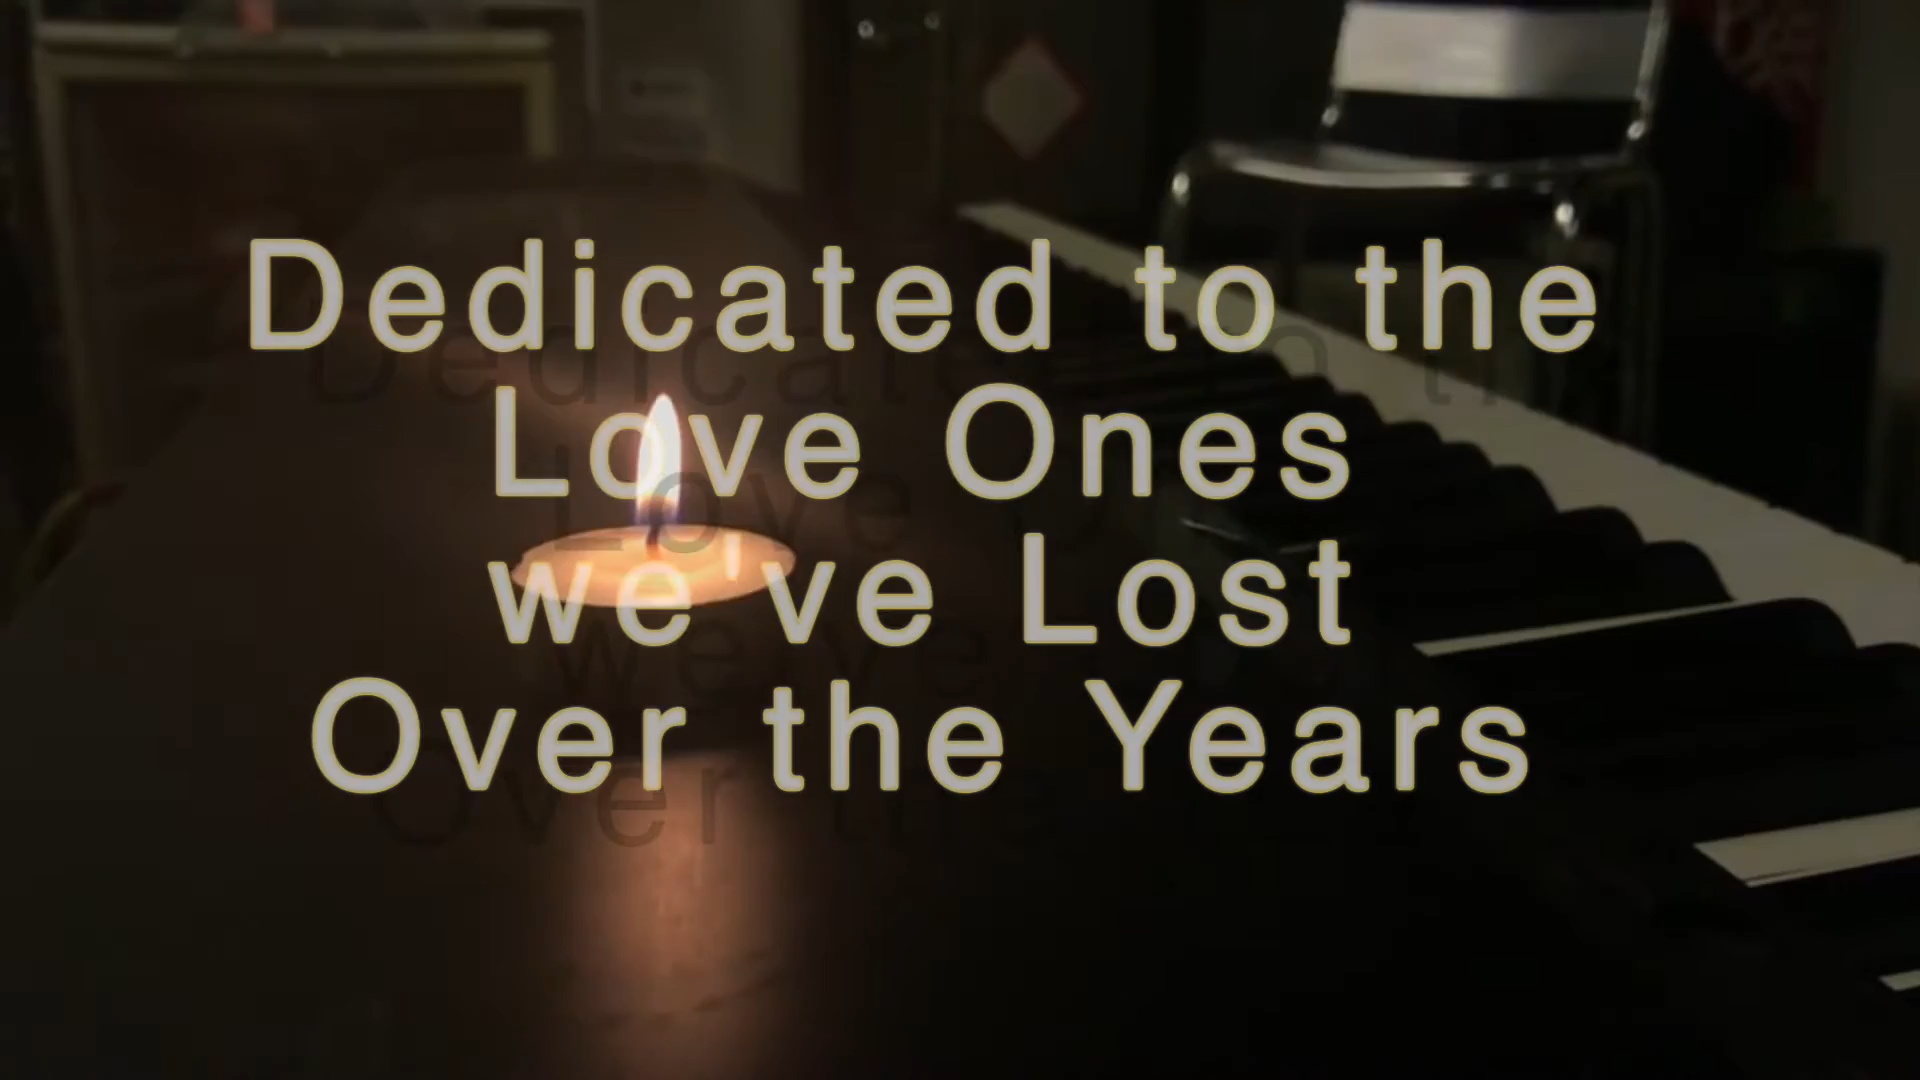 Dedicated to the
Love Ones
we've Lost
Over the Years